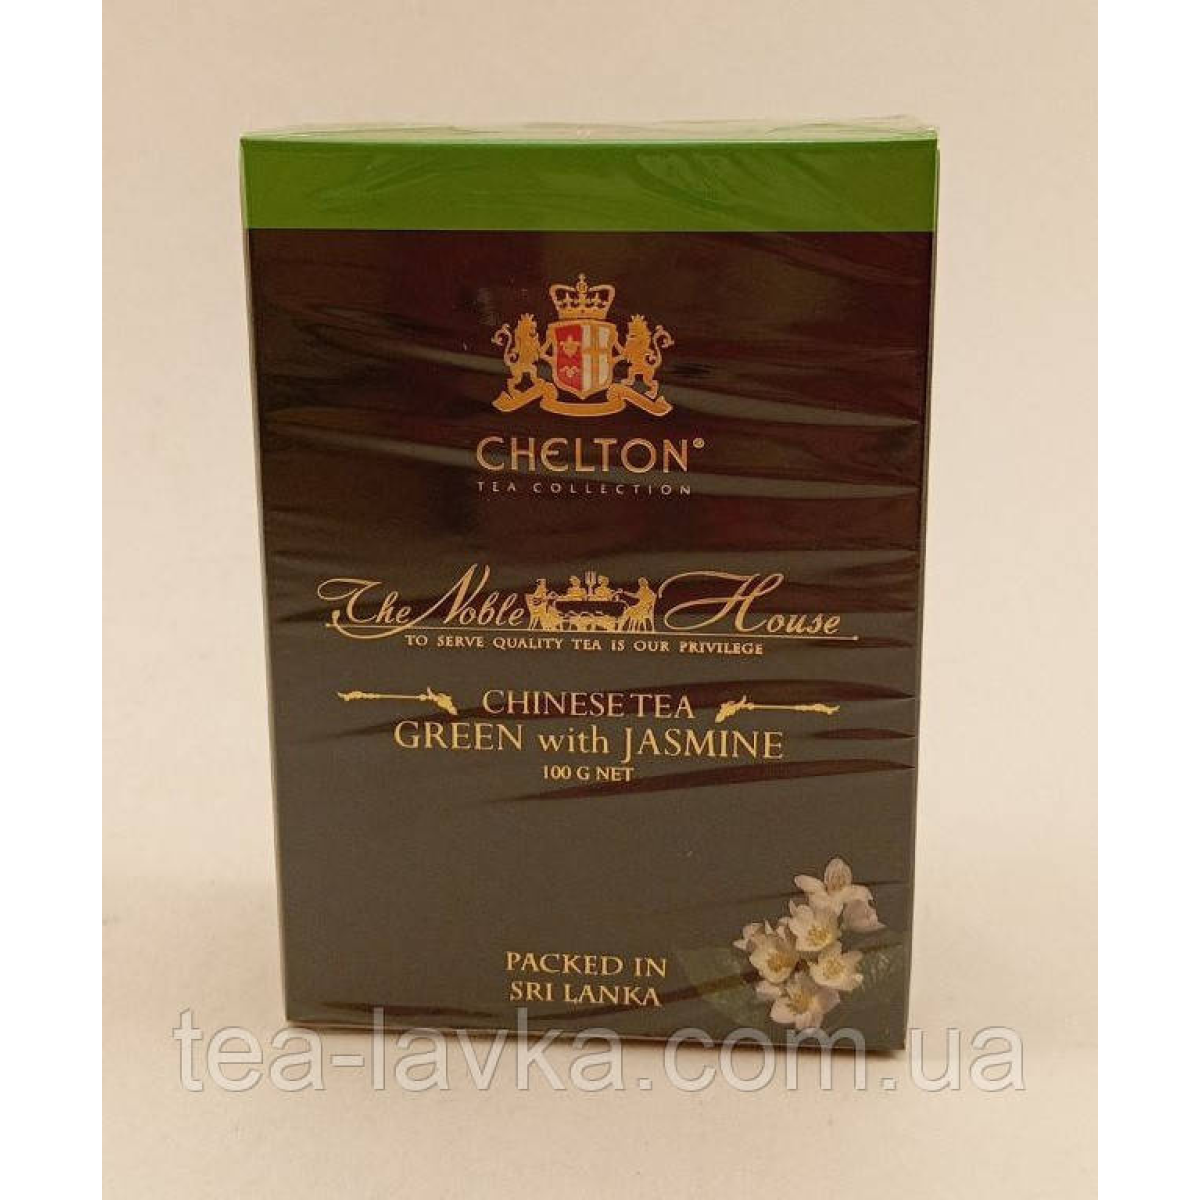 CHELTON®
TEA COLLECTION
The Noble House
TO SERVE QUALITY TEA IS OUR PRIVILEGE
CHINESE TEA
GREEN with JASMINE
100 G NET
PACKED IN
SRI LANKA
tea-lavka.com.ua